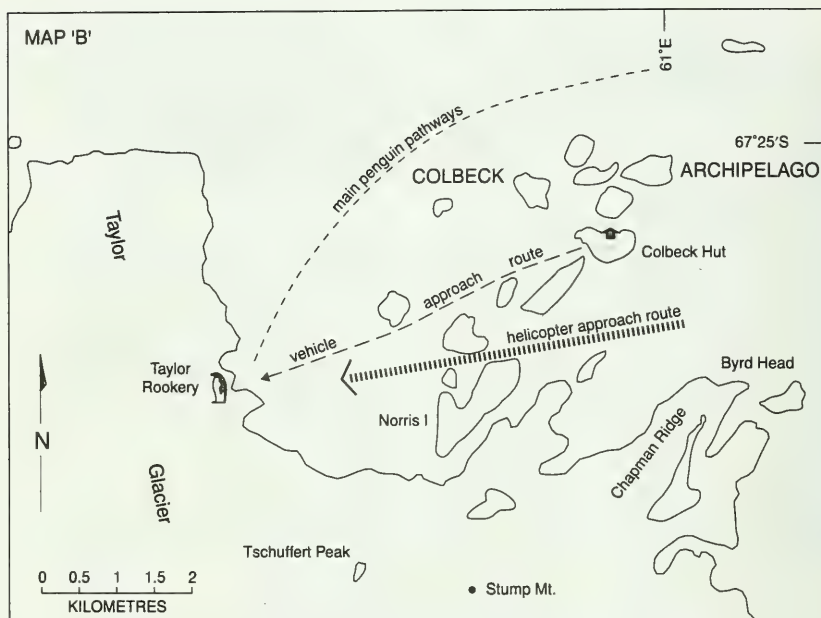 MAP 'B'
61°E
67°25'S
main penguin pathways
COLBECK
ARCHIPELAGO
Taylor
Colbeck Hut
vehicle approach route
helicopter approach route
Taylor
Rookery
Byrd Head
Norris I
Chapman Ridge
N
Glacier
Tschuffert Peak
Stump Mt.
0 0.5 1 1.5 2
KILOMETRES